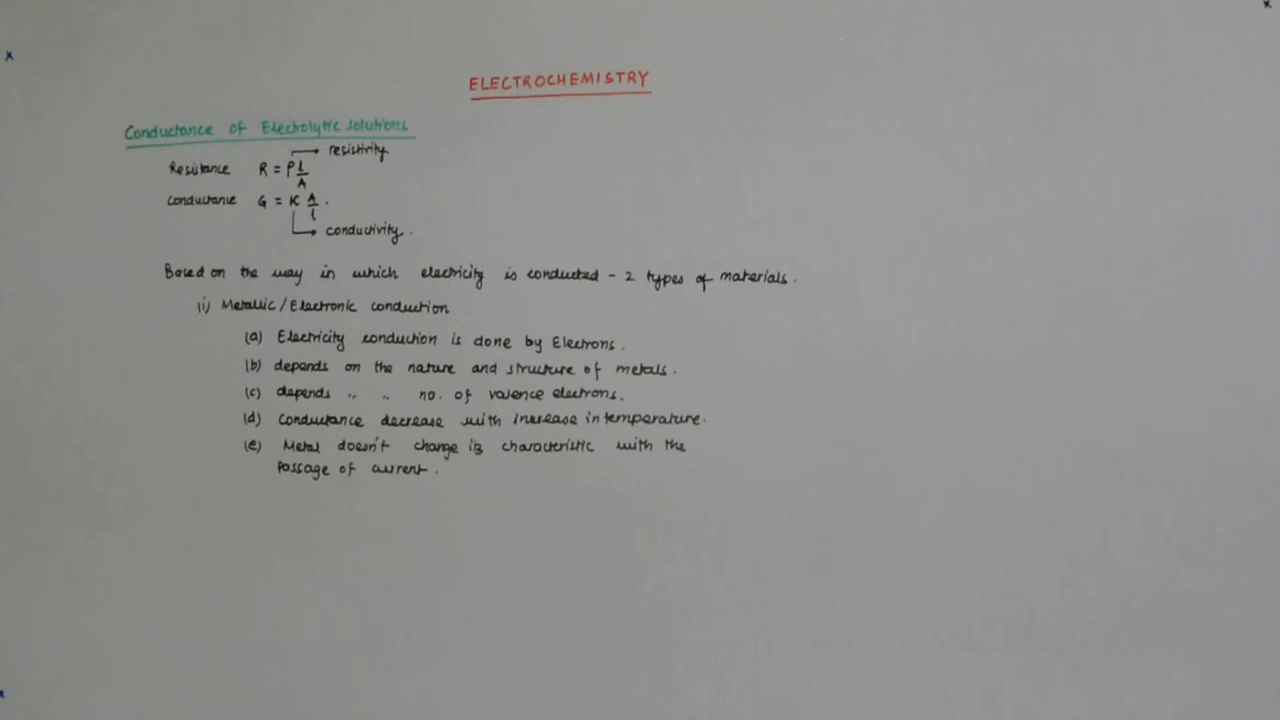 ELECTROCHEMISTRY
Conductance of Electrolytic solutions
→ resistivity
Resistance R = ρ l/A
Conductance G = K A/l .
→ conductivity .
Based on the way in which electricity is conducted - 2 types of materials .
(i) Metallic / Electronic conduction
(a) Electricity conduction is done by Electrons .
(b) depends on the nature and structure of metals .
(c) depends " " no. of valence electrons .
(d) Conductance decrease with increase in temperature .
(e) Metal doesn't change its characteristic with the
Passage of current .